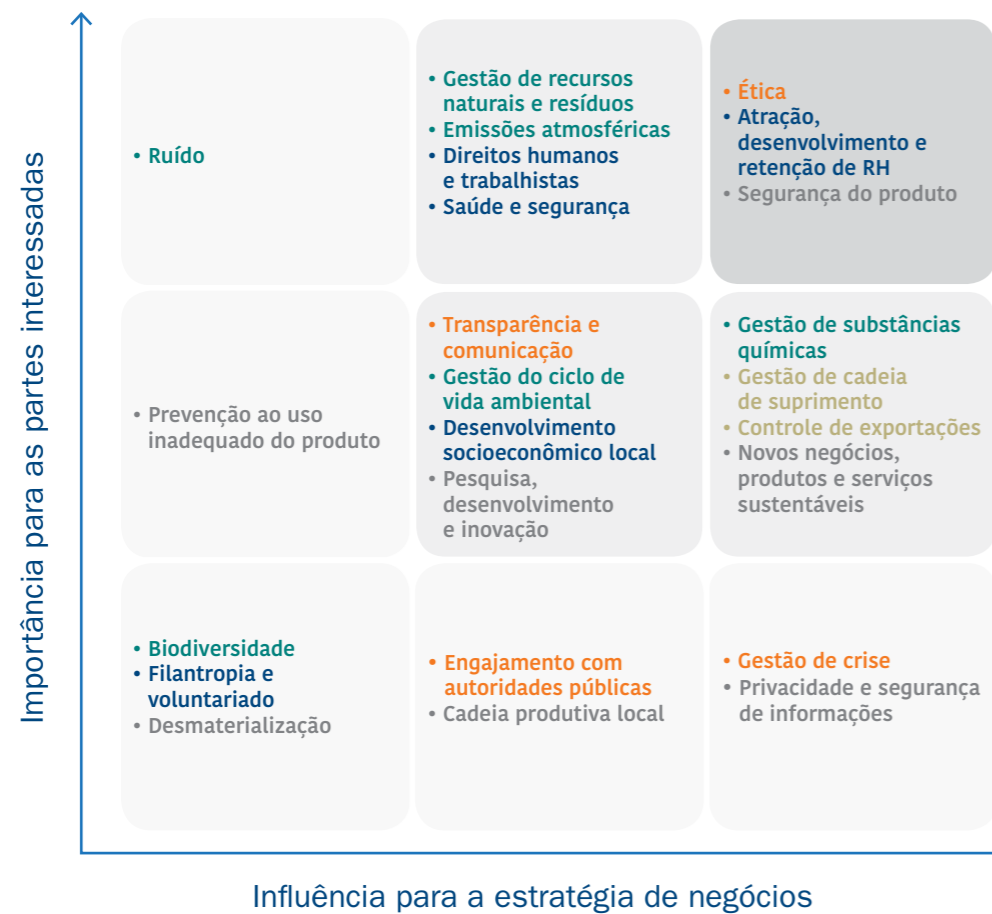 Importância para as partes interessadas
• Ruído
• Gestão de recursos
naturais e resíduos
• Emissões atmosféricas
• Direitos humanos
e trabalhistas
• Saúde e segurança
• Ética
• Atração,
desenvolvimento e
retenção de RH
• Segurança do produto
• Prevenção ao uso
inadequado do produto
• Transparência e
comunicação
• Gestão do ciclo de
vida ambiental
• Desenvolvimento
socioeconômico local
• Pesquisa,
desenvolvimento
e inovação
• Gestão de substâncias
químicas
• Gestão de cadeia
de suprimento
• Controle de exportações
• Novos negócios,
produtos e serviços
sustentáveis
• Biodiversidade
• Filantropia e
voluntariado
• Desmaterialização
• Engajamento com
autoridades públicas
• Cadeia produtiva local
• Gestão de crise
• Privacidade e segurança
de informações
Influência para a estratégia de negócios